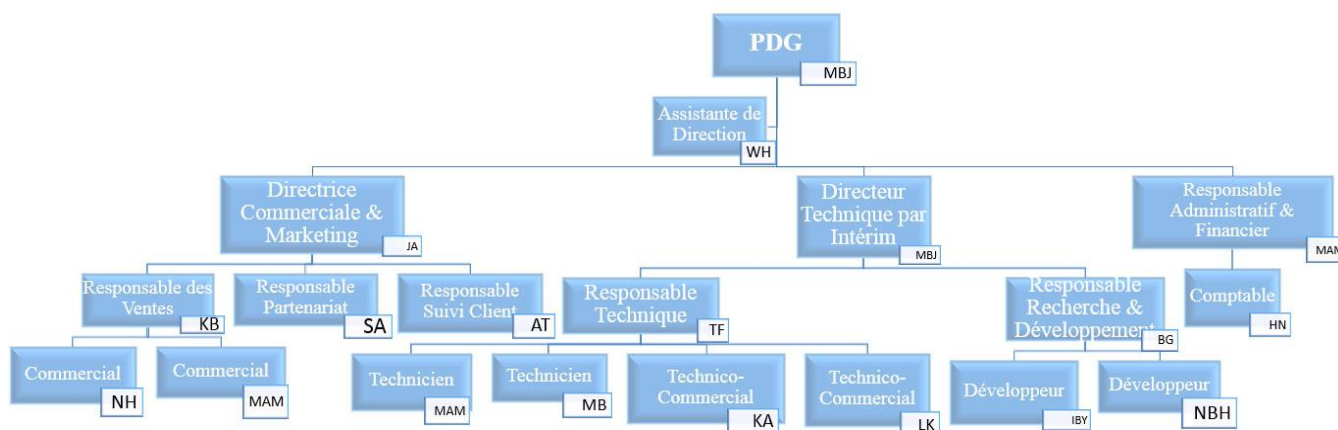 PDG
MBJ
Assistante de
Direction
WH
Directrice
Commerciale &
Marketing
JA
Directeur
Technique par
Intérim
MBJ
Responsable
Administratif &
Financier
MAM
Responsable des
Ventes
KB
Responsable
Partenariat
SA
Responsable
Suivi Client
AT
Responsable
Technique
TF
Responsable
Recherche &
Développement
BG
Comptable
HN
Commercial
NH
Commercial
MAM
Technicien
MAM
Technicien
MB
Technico-
Commercial
KA
Technico-
Commercial
LK
Développeur
IBY
Développeur
NBH